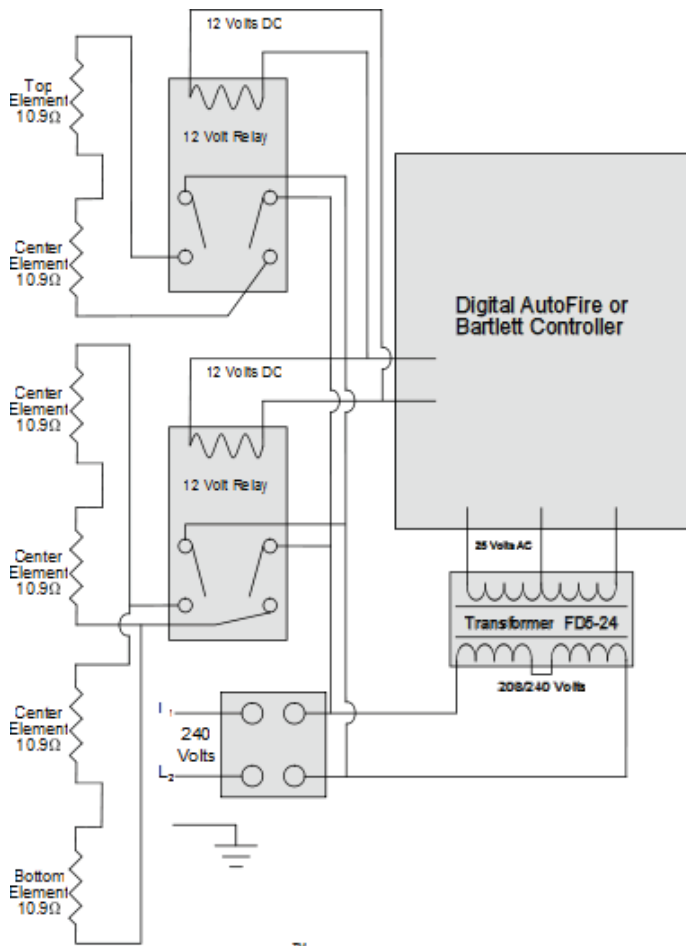 12 Volts DC
Top
Element
10.9Ω
12 Volt Relay
Center
Element
10.9Ω
Digital AutoFire or
Bartlett Controller
12 Volts DC
Center
Element
10.9Ω
12 Volt Relay
Center
Element
10.9Ω
25 Volts AC
Transformer FD5-24
208/240 Volts
L1
240
Volts
L2
Center
Element
10.9Ω
Bottom
Element
10.9Ω